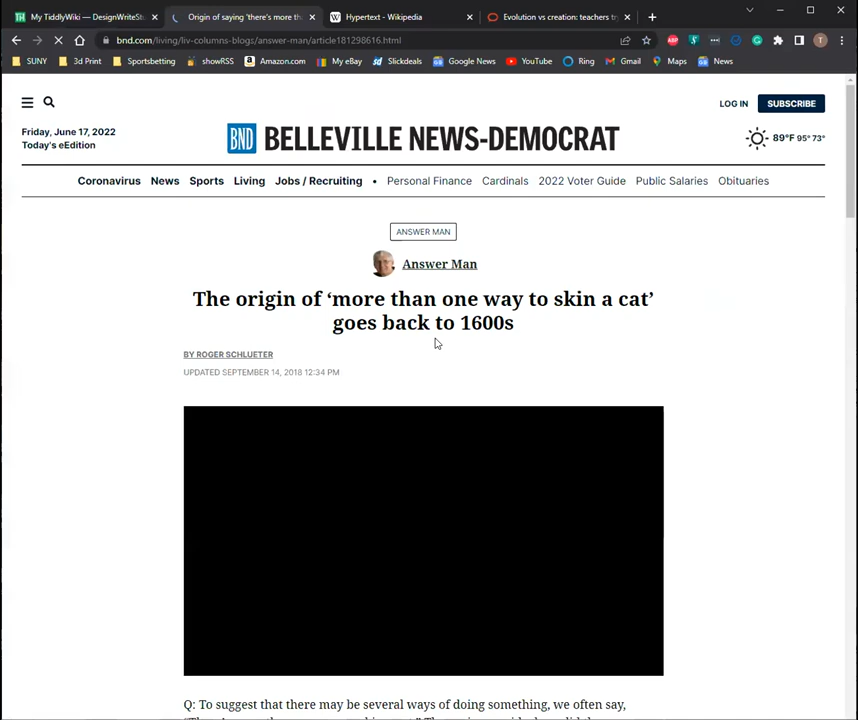 My TiddlyWiki — DesignWriteSt
Origin of saying 'there's more th
Hypertext - Wikipedia
Evolution vs creation: teachers t
bnd.com/living/liv-columns-blogs/answer-man/article181298616.html
SUNY
3d Print
Sportsbetting
showRSS
Amazon.com
My eBay
Slickdeals
Google News
YouTube
Ring
Gmail
Maps
News
LOG IN
SUBSCRIBE
Friday, June 17, 2022
Today's eEdition
BND BELLEVILLE NEWS-DEMOCRAT
89°F 95° 73°
Coronavirus News Sports Living Jobs / Recruiting • Personal Finance Cardinals 2022 Voter Guide Public Salaries Obituaries
ANSWER MAN
Answer Man
The origin of ‘more than one way to skin a cat’
goes back to 1600s
BY ROGER SCHLUETER
UPDATED SEPTEMBER 14, 2018 12:34 PM
Q: To suggest that there may be several ways of doing something, we often say,